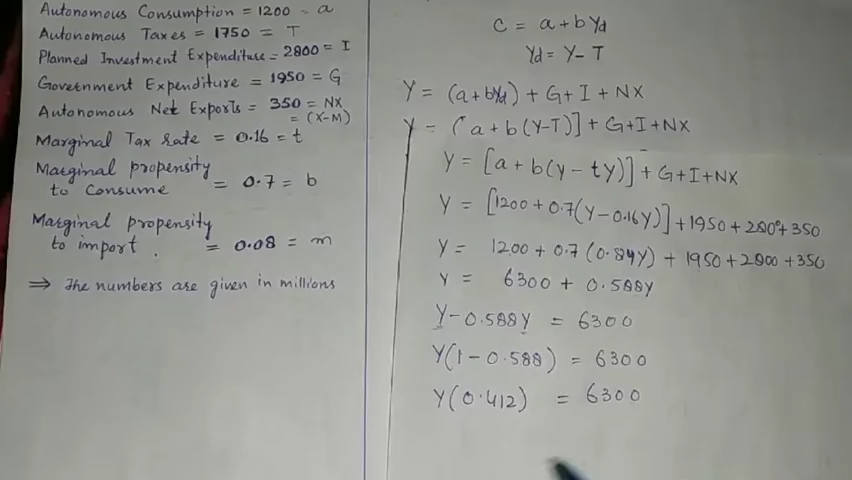 Autonomous Consumption = 1200 - a
Autonomous Taxes = 1750 = T
Planned Investment Expenditure = 2800 = I
Government Expenditure = 1950 = G
Autonomous Net Exports = 350 = NX
= (X-M)
Marginal Tax rate = 0.16 = t
Marginal propensity
to Consume = 0.7 = b
Marginal propensity
to import. = 0.08 = m
⇒ The numbers are given in millions
C = a + b Yd
Yd = Y - T
Y = (a+bYd) + G+I + NX
Y = (a+b(Y-T)] + G+I+NX
Y = [a+b(Y-tY)] + G+I+NX
Y = [1200 + 0.7(Y-0.16Y)] + 1950 + 2800 + 350
Y = 1200 + 0.7 (0.84Y) + 1950 + 2800 + 350
Y = 6300 + 0.588Y
Y - 0.588Y = 6300
Y(1 - 0.588) = 6300
Y(0.412) = 6300